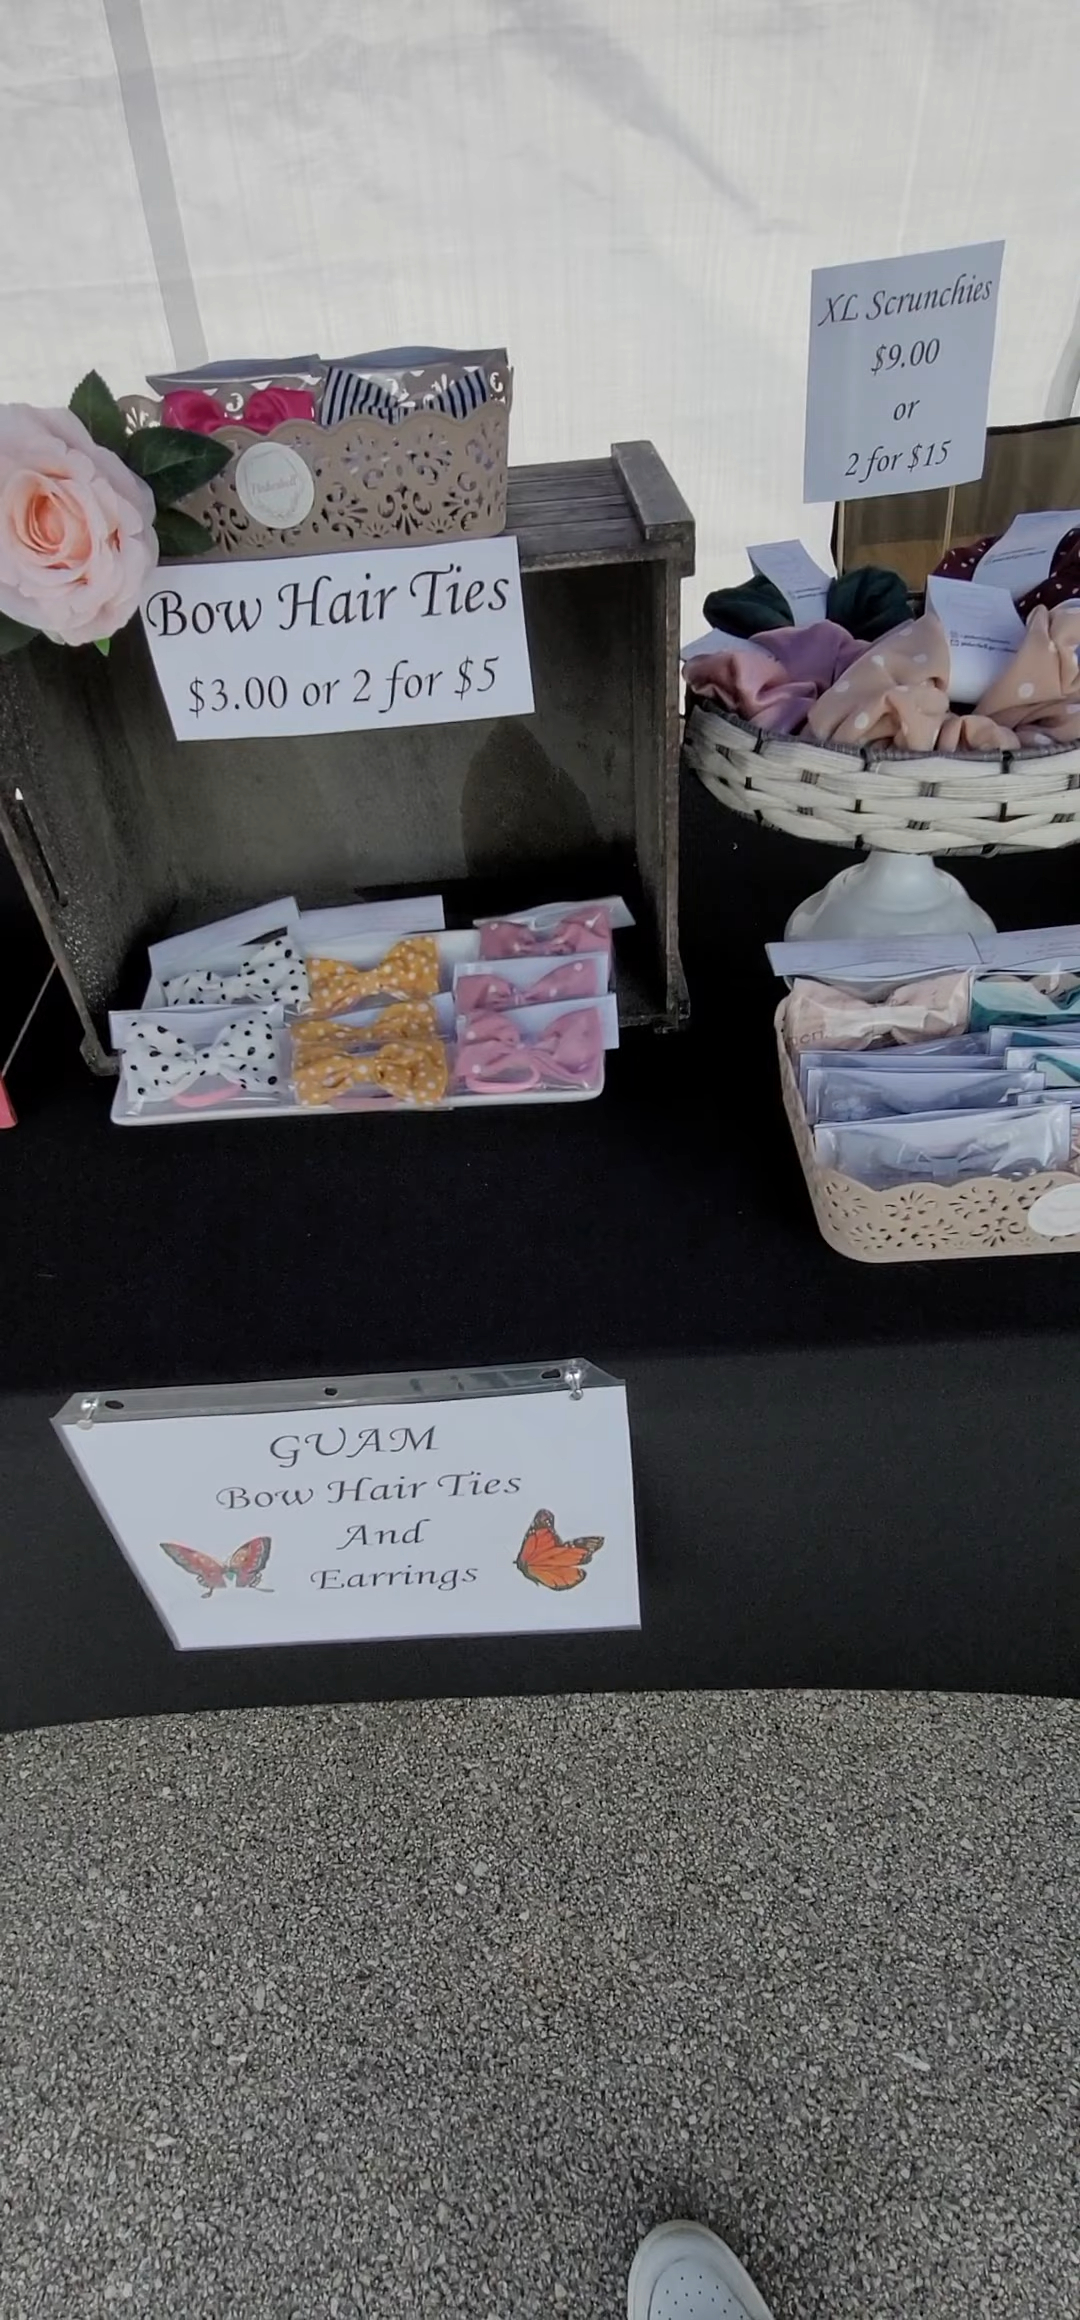 XL Scrunchies
$9.00
or
2 for $15
Bow Hair Ties
$3.00 or 2 for $5
GUAM
Bow Hair Ties
And
Earrings